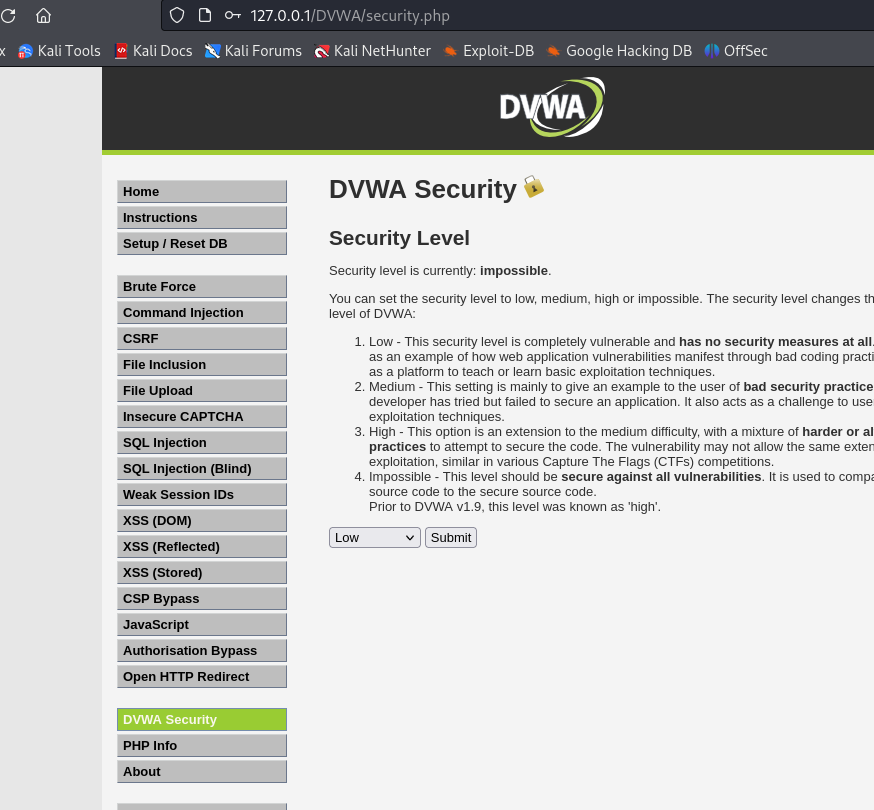 127.0.0.1/DVWA/security.php
x Kali Tools Kali Docs Kali Forums Kali NetHunter Exploit-DB Google Hacking DB OffSec
DVWA
Home
Instructions
Setup / Reset DB
Brute Force
Command Injection
CSRF
File Inclusion
File Upload
Insecure CAPTCHA
SQL Injection
SQL Injection (Blind)
Weak Session IDs
XSS (DOM)
XSS (Reflected)
XSS (Stored)
CSP Bypass
JavaScript
Authorisation Bypass
Open HTTP Redirect
DVWA Security
PHP Info
About
DVWA Security
Security Level
Security level is currently: impossible.
You can set the security level to low, medium, high or impossible. The security level changes th
level of DVWA:
1. Low - This security level is completely vulnerable and has no security measures at all.
as an example of how web application vulnerabilities manifest through bad coding practi
as a platform to teach or learn basic exploitation techniques.
2. Medium - This setting is mainly to give an example to the user of bad security practice
developer has tried but failed to secure an application. It also acts as a challenge to use
exploitation techniques.
3. High - This option is an extension to the medium difficulty, with a mixture of harder or al
practices to attempt to secure the code. The vulnerability may not allow the same exten
exploitation, similar in various Capture The Flags (CTFs) competitions.
4. Impossible - This level should be secure against all vulnerabilities. It is used to compa
source code to the secure source code.
Prior to DVWA v1.9, this level was known as 'high'.
Low Submit